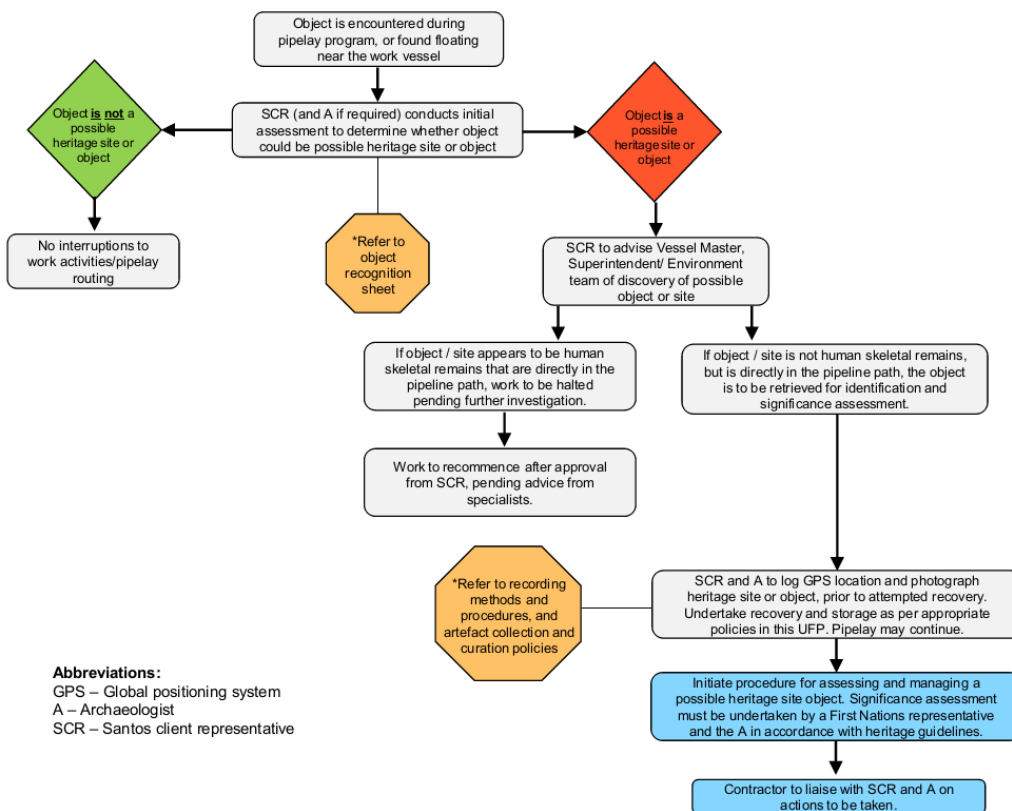 Object is encountered during
pipelay program, or found floating
near the work vessel
Object is not a
possible
heritage site or
object
SCR (and A if required) conducts initial
assessment to determine whether object
could be possible heritage site or object
Object is a
possible
heritage site or
object
No interruptions to
work activities/pipelay
routing
*Refer to
object
recognition
sheet
SCR to advise Vessel Master,
Superintendent/ Environment
team of discovery of possible
object or site
If object / site appears to be human
skeletal remains that are directly in the
pipeline path, work to be halted
pending further investigation.
If object / site is not human skeletal remains,
but is directly in the pipeline path, the object
is to be retrieved for identification and
significance assessment.
Work to recommence after approval
from SCR, pending advice from
specialists.
*Refer to recording
methods and
procedures, and
artefact collection and
curation policies
SCR and A to log GPS location and photograph
heritage site or object, prior to attempted recovery.
Undertake recovery and storage as per appropriate
policies in this UFP. Pipelay may continue.
Initiate procedure for assessing and managing a
possible heritage site object. Significance assessment
must be undertaken by a First Nations representative
and the A in accordance with heritage guidelines.
Contractor to liaise with SCR and A on
actions to be taken.
Abbreviations:
GPS – Global positioning system
A – Archaeologist
SCR – Santos client representative